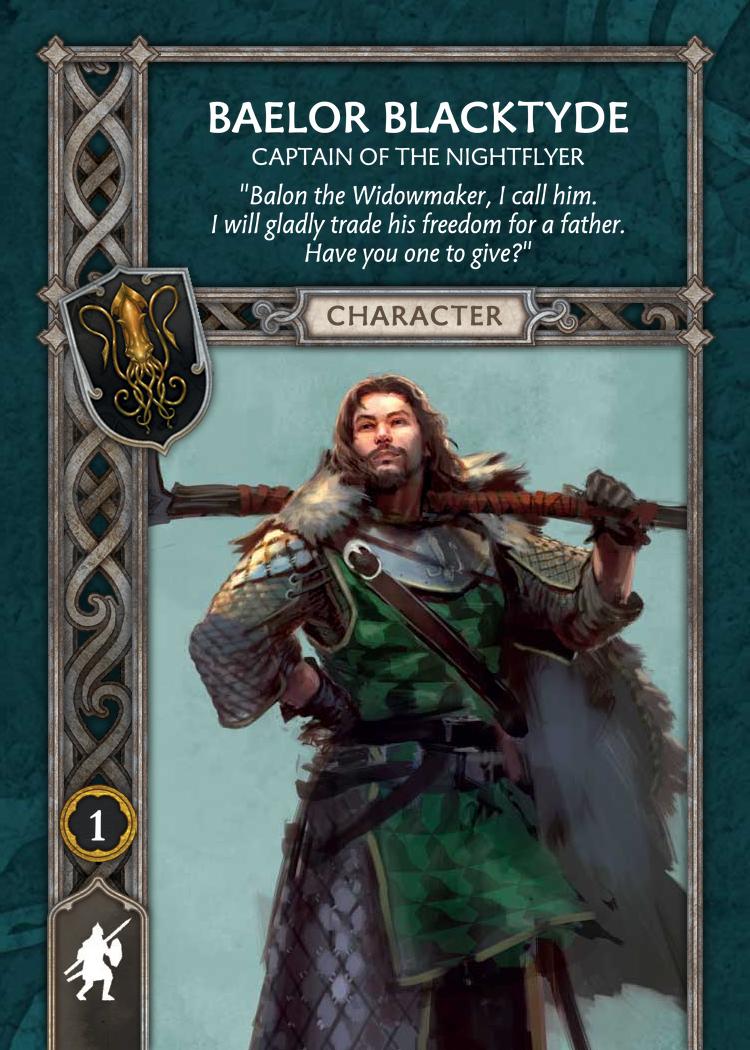 BAELOR BLACKTYDE
CAPTAIN OF THE NIGHTFLYER
"Balon the Widowmaker, I call him.
I will gladly trade his freedom for a father.
Have you one to give?"
CHARACTER
1